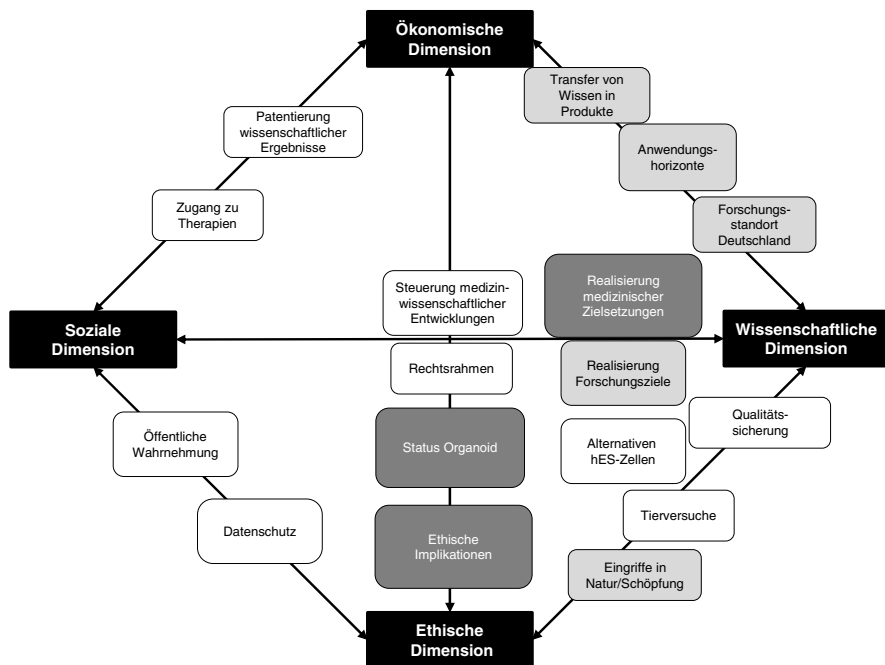 Ökonomische
Dimension
Transfer von
Wissen in
Produkte
Patentierung
wissenschaftlicher
Ergebnisse
Anwendungs-
horizonte
Zugang zu
Therapien
Forschungs-
standort
Deutschland
Steuerung medizin-
wissenschaftlicher
Entwicklungen
Realisierung
medizinischer
Zielsetzungen
Soziale
Dimension
Wissenschaftliche
Dimension
Rechtsrahmen
Realisierung
Forschungsziele
Öffentliche
Wahrnehmung
Status Organoid
Alternativen
hES-Zellen
Qualitäts-
sicherung
Datenschutz
Ethische
Implikationen
Tierversuche
Eingriffe in
Natur/Schöpfung
Ethische
Dimension